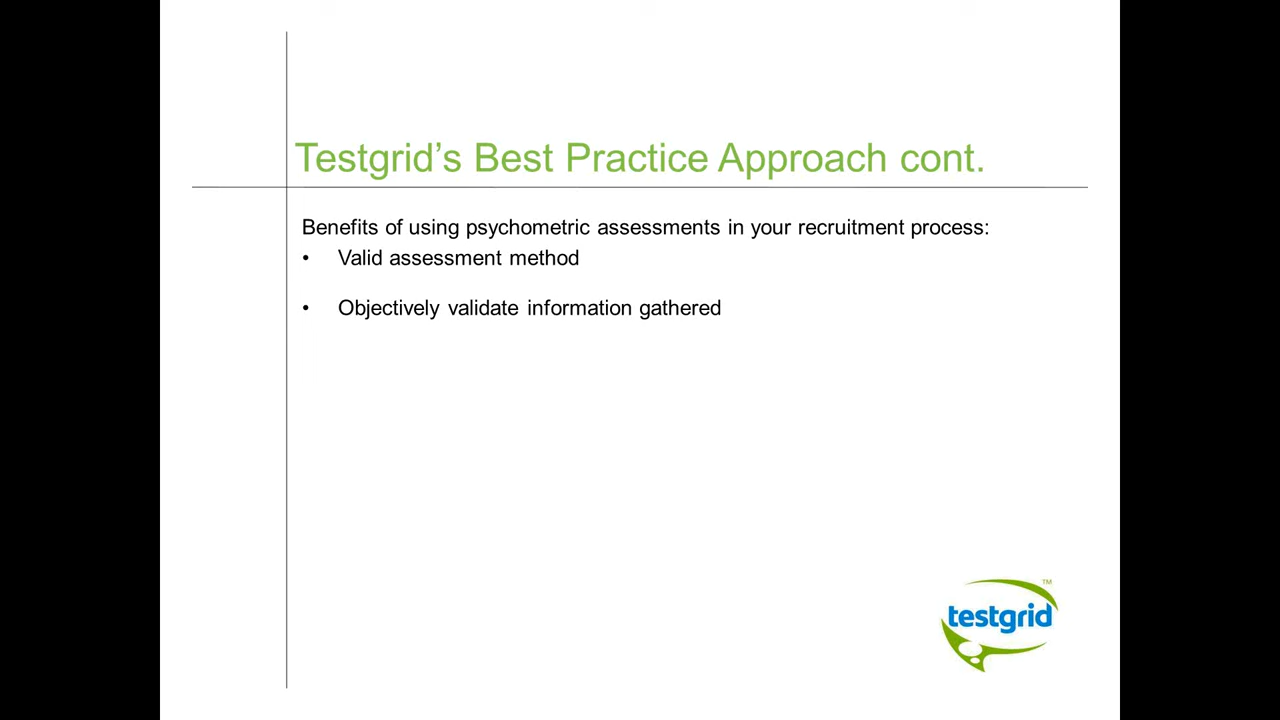 Testgrid’s Best Practice Approach cont.
Benefits of using psychometric assessments in your recruitment process:
• Valid assessment method
• Objectively validate information gathered
TM
testgrid